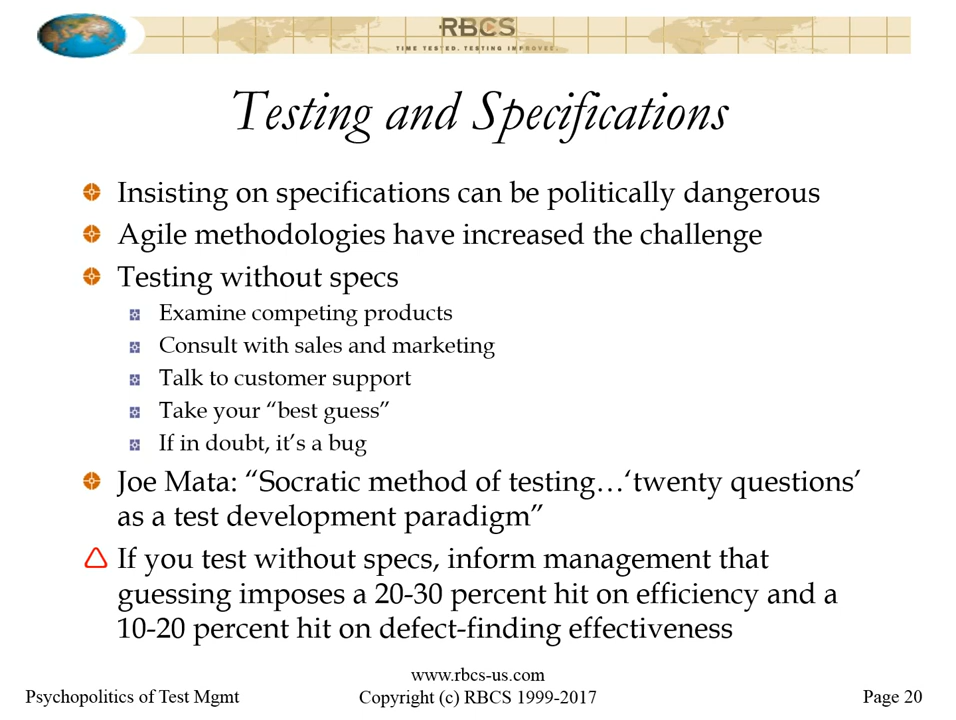 RBCS
TIME TESTED. TESTING IMPROVED.
Testing and Specifications
Insisting on specifications can be politically dangerous
Agile methodologies have increased the challenge
Testing without specs
Examine competing products
Consult with sales and marketing
Talk to customer support
Take your “best guess”
If in doubt, it’s a bug
Joe Mata: “Socratic method of testing…‘twenty questions’
as a test development paradigm”
If you test without specs, inform management that
guessing imposes a 20-30 percent hit on efficiency and a
10-20 percent hit on defect-finding effectiveness
www.rbcs-us.com
Psychopolitics of Test Mgmt
Copyright (c) RBCS 1999-2017
Page 20